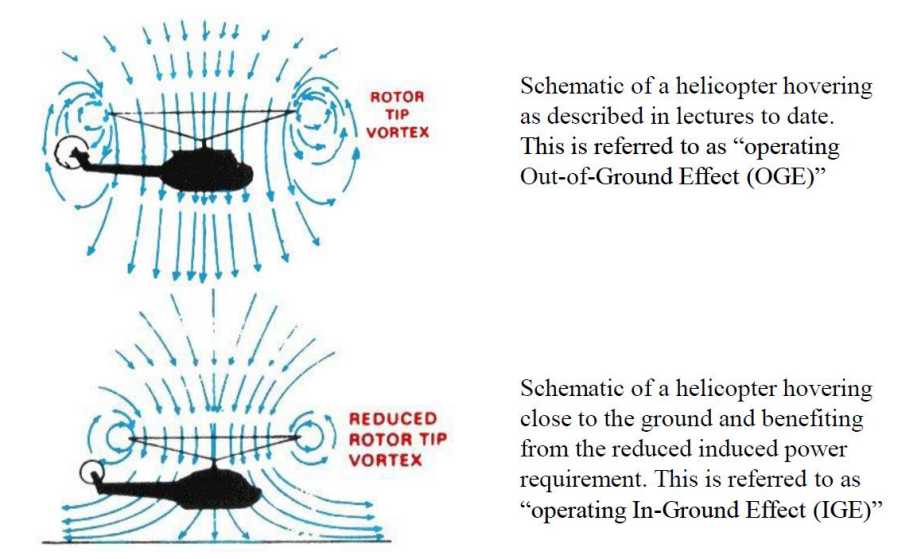 ROTOR
TIP
VORTEX
Schematic of a helicopter hovering
as described in lectures to date.
This is referred to as “operating
Out-of-Ground Effect (OGE)”
REDUCED
ROTOR TIP
VORTEX
Schematic of a helicopter hovering
close to the ground and benefiting
from the reduced induced power
requirement. This is referred to as
“operating In-Ground Effect (IGE)”